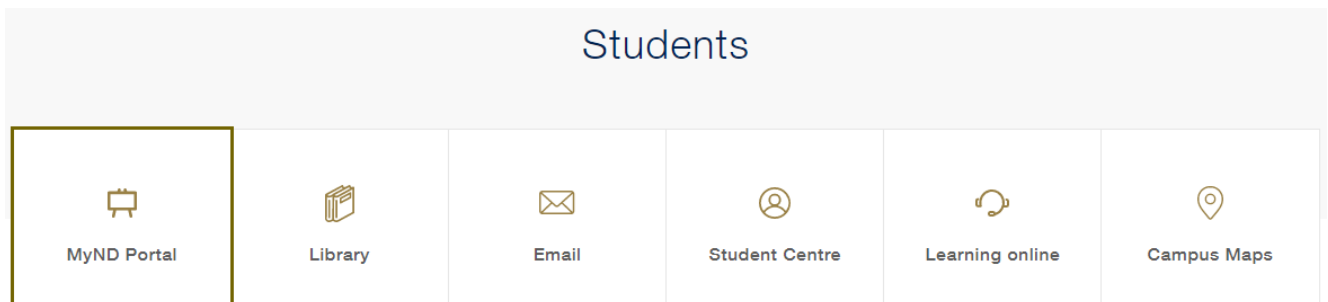 Students
MyND Portal
Library
Email
Student Centre
Learning online
Campus Maps